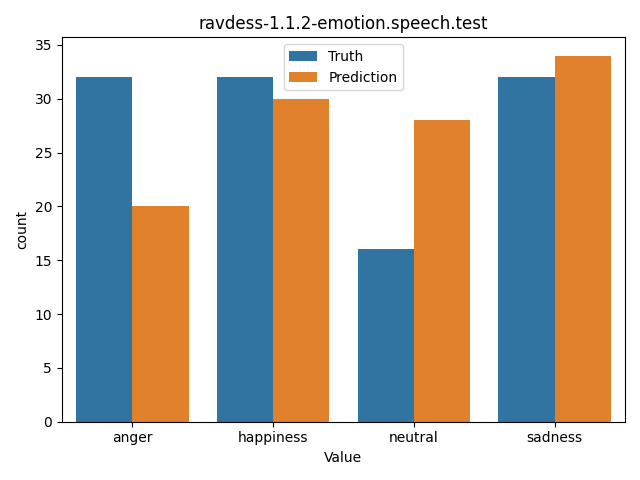 ravdess-1.1.2-emotion.speech.test
Truth
Prediction
count
35
30
25
20
15
10
5
0
anger happiness neutral sadness
Value